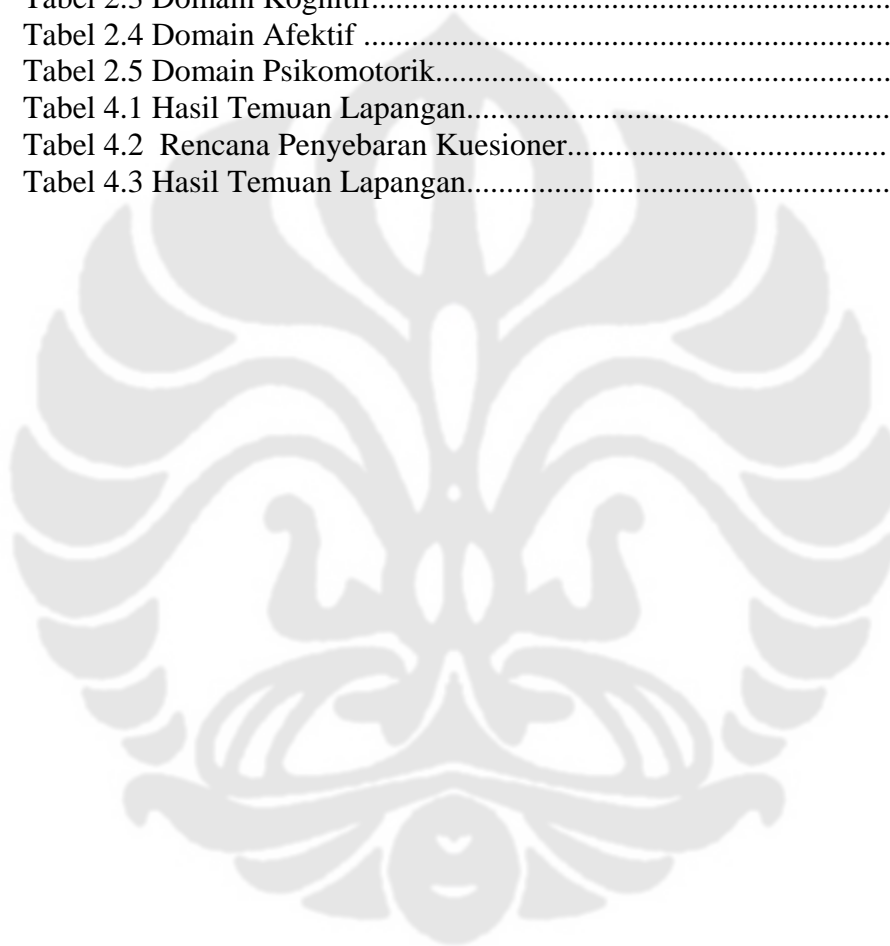 Tabel 2.3 Domain Kognitif..................................................................
Tabel 2.4 Domain Afektif ..................................................................
Tabel 2.5 Domain Psikomotorik.........................................................
Tabel 4.1 Hasil Temuan Lapangan.....................................................
Tabel 4.2  Rencana Penyebaran Kuesioner........................................
Tabel 4.3 Hasil Temuan Lapangan.....................................................